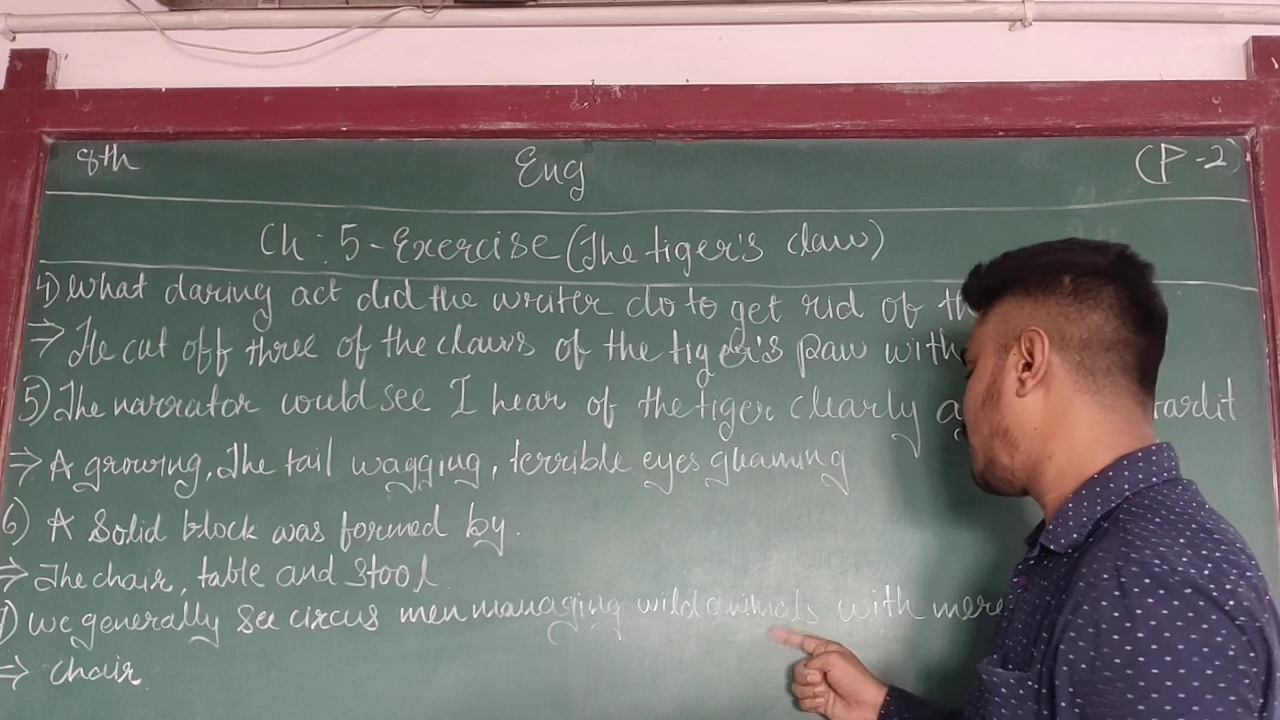 8th Eng (P-2)
Ch: 5-Exercise (The tiger's claw)
4) What daring act did the writer do to get rid of
⇒ He cut off three of the claws of the tiger's paw with
5) The narrator could see I hear of the tiger clearly
⇒ A growing, The tail wagging, terrible eyes gleaming
6) A Solid block was formed by.
⇒ The chair, table and stool
7) we generally see circus men managing wild animals with mere
⇒ chair.